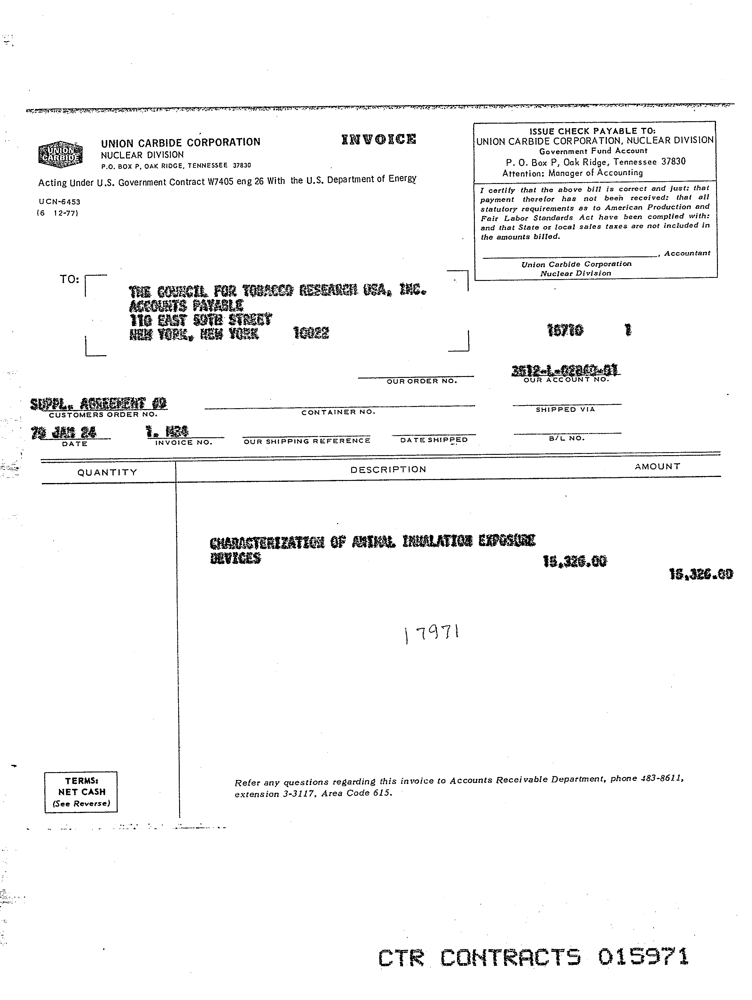 INVOICE
UNION CARBIDE
UNION CARBIDE CORPORATION
NUCLEAR DIVISION
P.O. BOX P, OAK RIDGE, TENNESSEE 37830
Acting Under U.S. Government Contract W7405 eng 26 With the U.S. Department of Energy
UCN-6453
(6 12-77)
ISSUE CHECK PAYABLE TO:
UNION CARBIDE CORPORATION, NUCLEAR DIVISION
Government Fund Account
P. O. Box P, Oak Ridge, Tennessee 37830
Attention: Manager of Accounting
I certify that the above bill is correct and just: that
payment therefor has not been received: that all
statutory requirements as to American Production and
Fair Labor Standards Act have been complied with:
and that State or local sales taxes are not included in
the amounts billed.
, Accountant
Union Carbide Corporation
Nuclear Division
TO:
THE COUNCIL FOR TOBACCO RESEARCH USA, INC.
ACCOUNTS PAYABLE
110 EAST 59TH STREET
NEW YORK, NEW YORK 10022
1
OUR ORDER NO.
OUR ACCOUNT NO.
SUPPL. AGREEMENT
CUSTOMERS ORDER NO.
CONTAINER NO.
SHIPPED VIA
79 JAN 24
DATE
INVOICE NO.
OUR SHIPPING REFERENCE
DATE SHIPPED
B/L NO.
QUANTITY
DESCRIPTION
AMOUNT
CHARACTERIZATION OF ANIMAL INHALATION EXPOSURE
DEVICES 15,326.00
15,326.00
17971
TERMS:
NET CASH
(See Reverse)
Refer any questions regarding this invoice to Accounts Receivable Department, phone 483-8611,
extension 3-3117, Area Code 615.
CTR CONTRACTS 015971